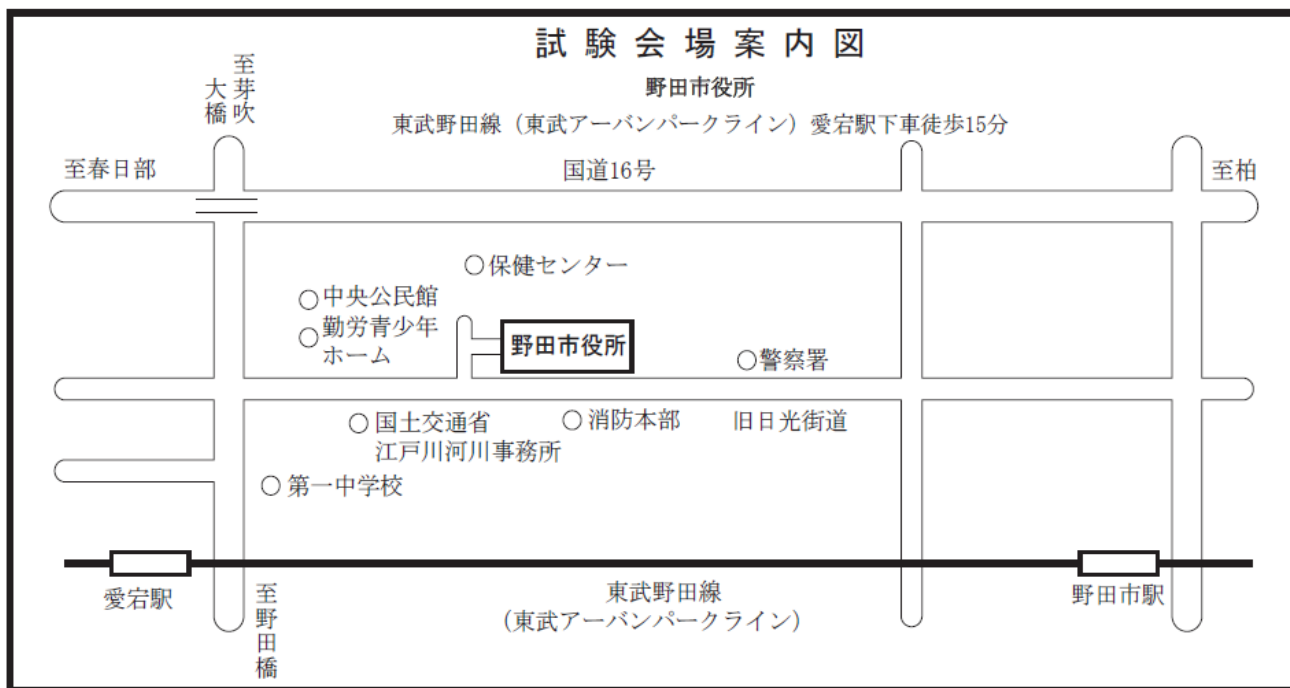 試験会場案内図
野田市役所
東武野田線（東武アーバンパークライン）愛宕駅下車徒歩15分
至芽吹
大橋
至春日部
国道16号
至柏
保健センター
中央公民館
勤労青少年
ホーム
野田市役所
警察署
国土交通省
江戸川河川事務所
消防本部
旧日光街道
第一中学校
愛宕駅
至野田橋
東武野田線
（東武アーバンパークライン）
野田市駅